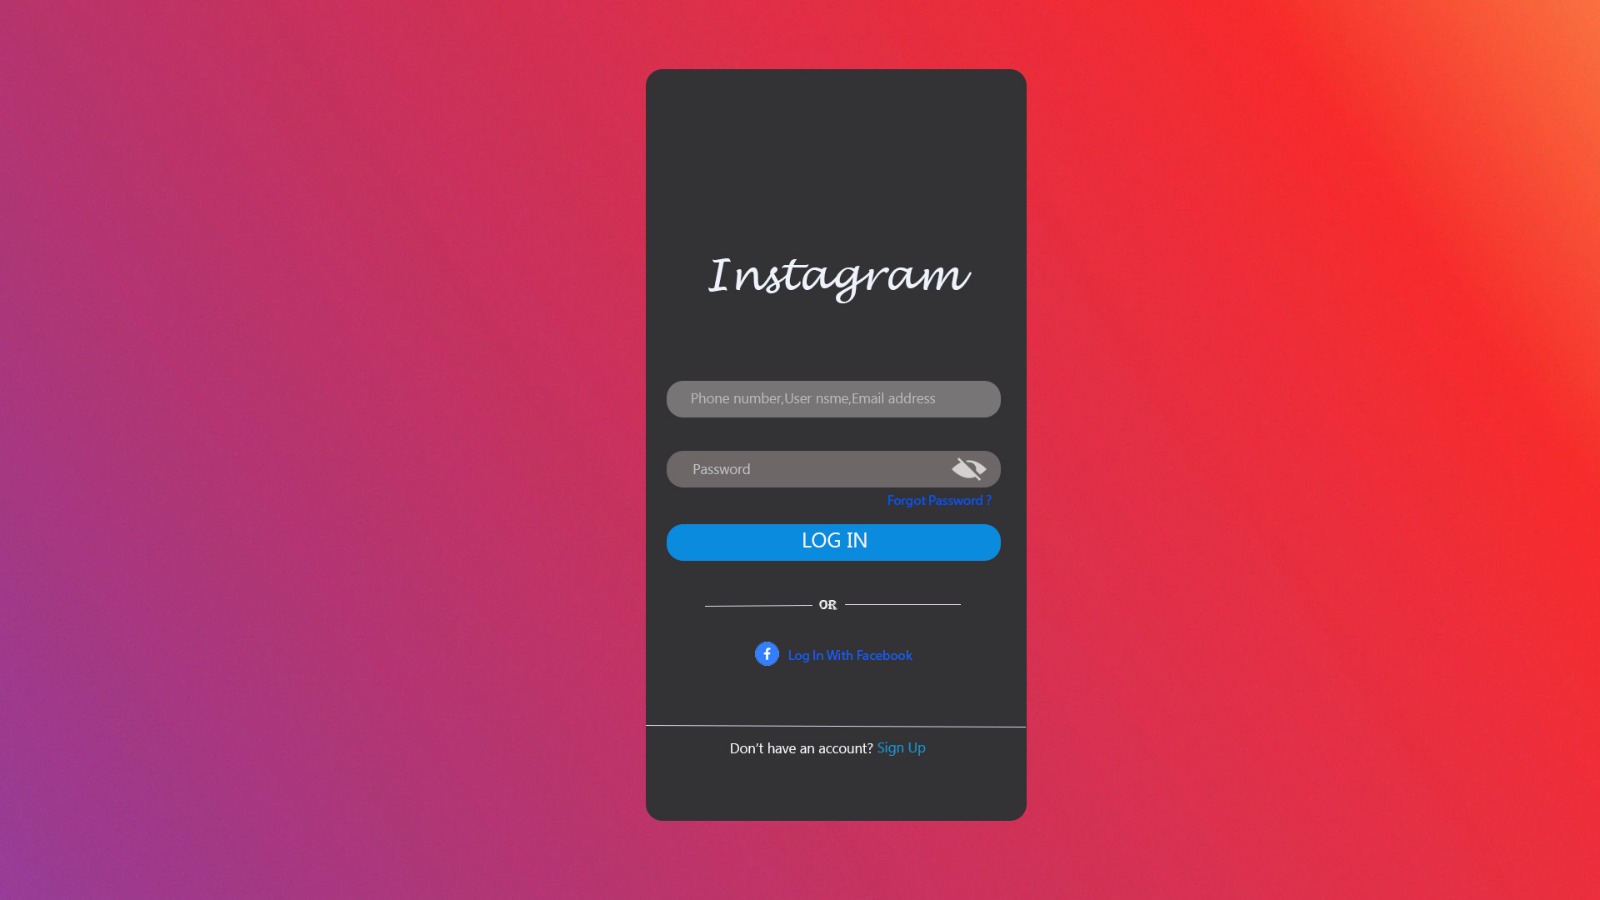 Instagram
Phone number,User nsme,Email address
Password
Forgot Password ?
LOG IN
OR
f
Log In With Facebook
Don't have an account? Sign Up